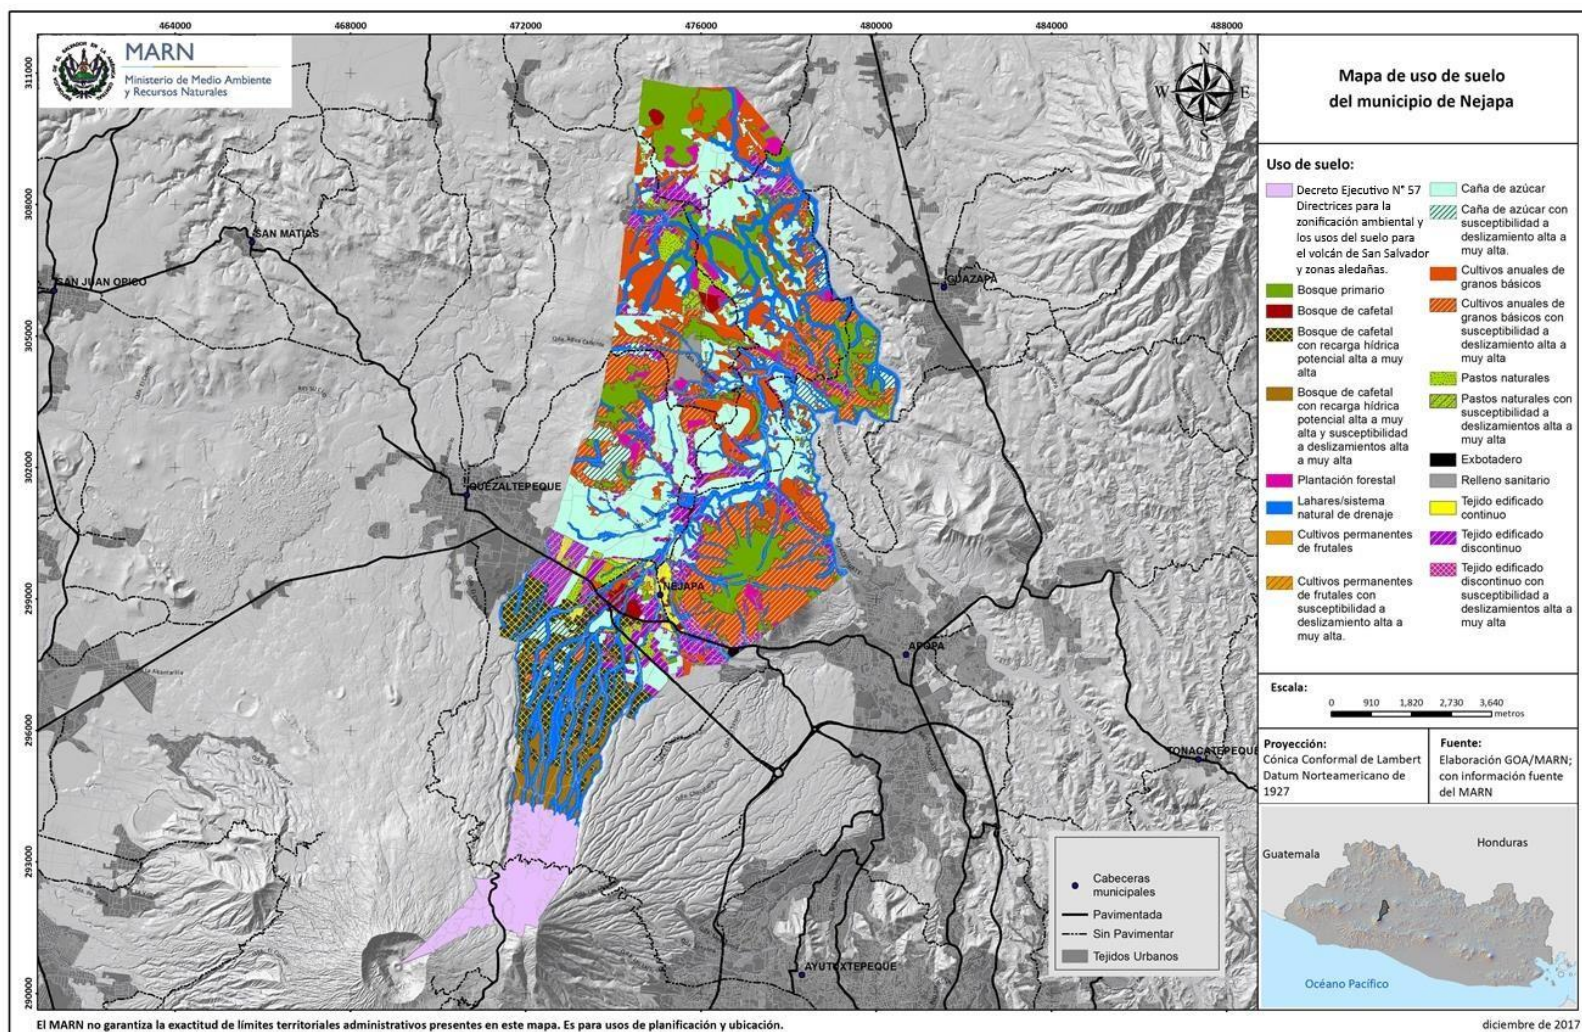 464000
468000
472000
476000
480000
484000
488000
311000
308000
305000
302000
299000
296000
293000
290000
MARN
Ministerio de Medio Ambiente
y Recursos Naturales
N
W
E
S
SAN MATIAS
SAN JUAN OPICO
GUAZAPA
QUEZALTEPEQUE
NEJAPA
APOPA
TONACATEPEQUE
AYUTUXTEPEQUE
Mapa de uso de suelo
del municipio de Nejapa
Uso de suelo:
Decreto Ejecutivo N° 57
Directrices para la
zonificación ambiental y
los usos del suelo para
el volcán de San Salvador
y zonas aledañas.
Bosque primario
Bosque de cafetal
Bosque de cafetal
con recarga hídrica
potencial alta a muy
alta
Bosque de cafetal
con recarga hídrica
potencial alta a muy
alta y susceptibilidad
a deslizamientos alta
a muy alta
Plantación forestal
Lahares/sistema
natural de drenaje
Cultivos permanentes
de frutales
Cultivos permanentes
de frutales con
susceptibilidad a
deslizamiento alta a
muy alta.
Caña de azúcar
Caña de azúcar con
susceptibilidad a
deslizamiento alta a
muy alta.
Cultivos anuales de
granos básicos
Cultivos anuales de
granos básicos con
susceptibilidad a
deslizamiento alta a
muy alta
Pastos naturales
Pastos naturales con
susceptibilidad a
deslizamientos alta a
muy alta
Exbotadero
Relleno sanitario
Tejido edificado
continuo
Tejido edificado
discontinuo
Tejido edificado
discontinuo con
susceptibilidad a
deslizamientos alta a
muy alta
Escala:
0 910 1,820 2,730 3,640
metros
Proyección:
Cónica Conformal de Lambert
Datum Norteamericano de
1927
Fuente:
Elaboración GOA/MARN;
con información fuente
del MARN
Guatemala
Honduras
Océano Pacífico
Cabeceras
municipales
Pavimentada
Sin Pavimentar
Tejidos Urbanos
El MARN no garantiza la exactitud de límites territoriales administrativos presentes en este mapa. Es para usos de planificación y ubicación.
diciembre de 2017